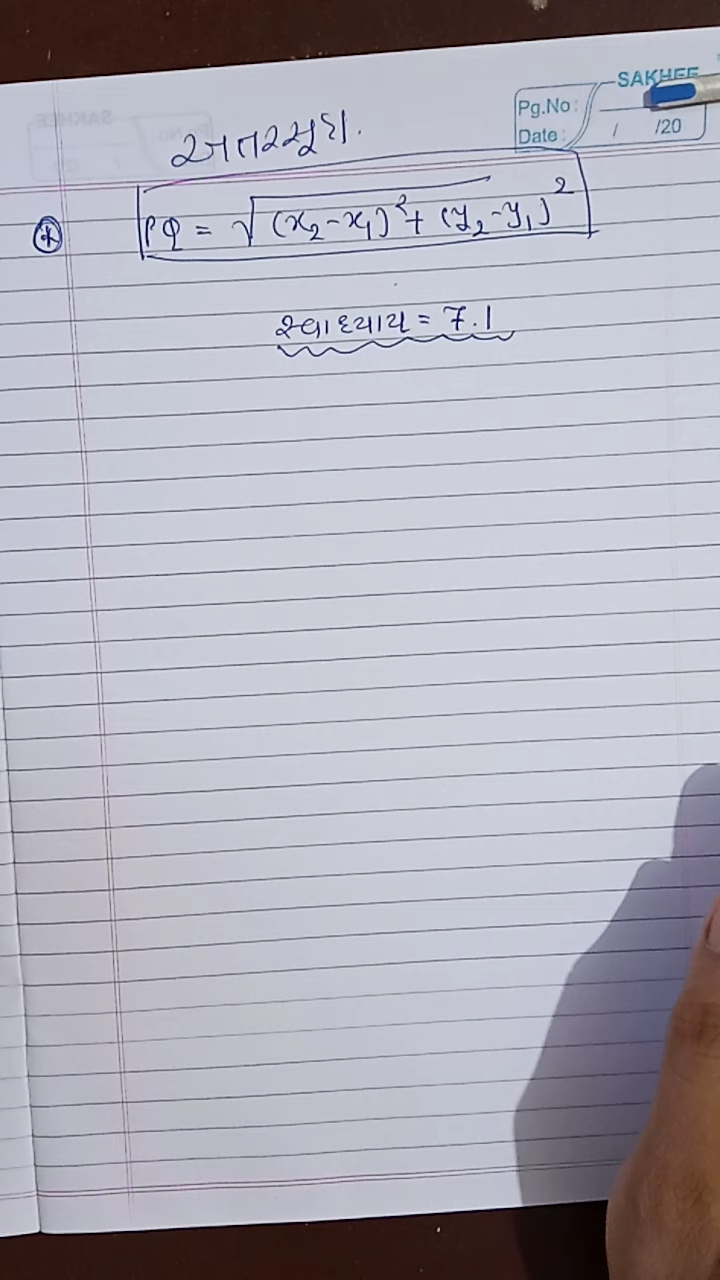 SAKHEE
Pg.No:
Date: / /20
અંતરસૂત્ર.
* PQ = √(x₂-x₁)²+(y₂-y₁)²
સ્વાધ્યાય = 7.1